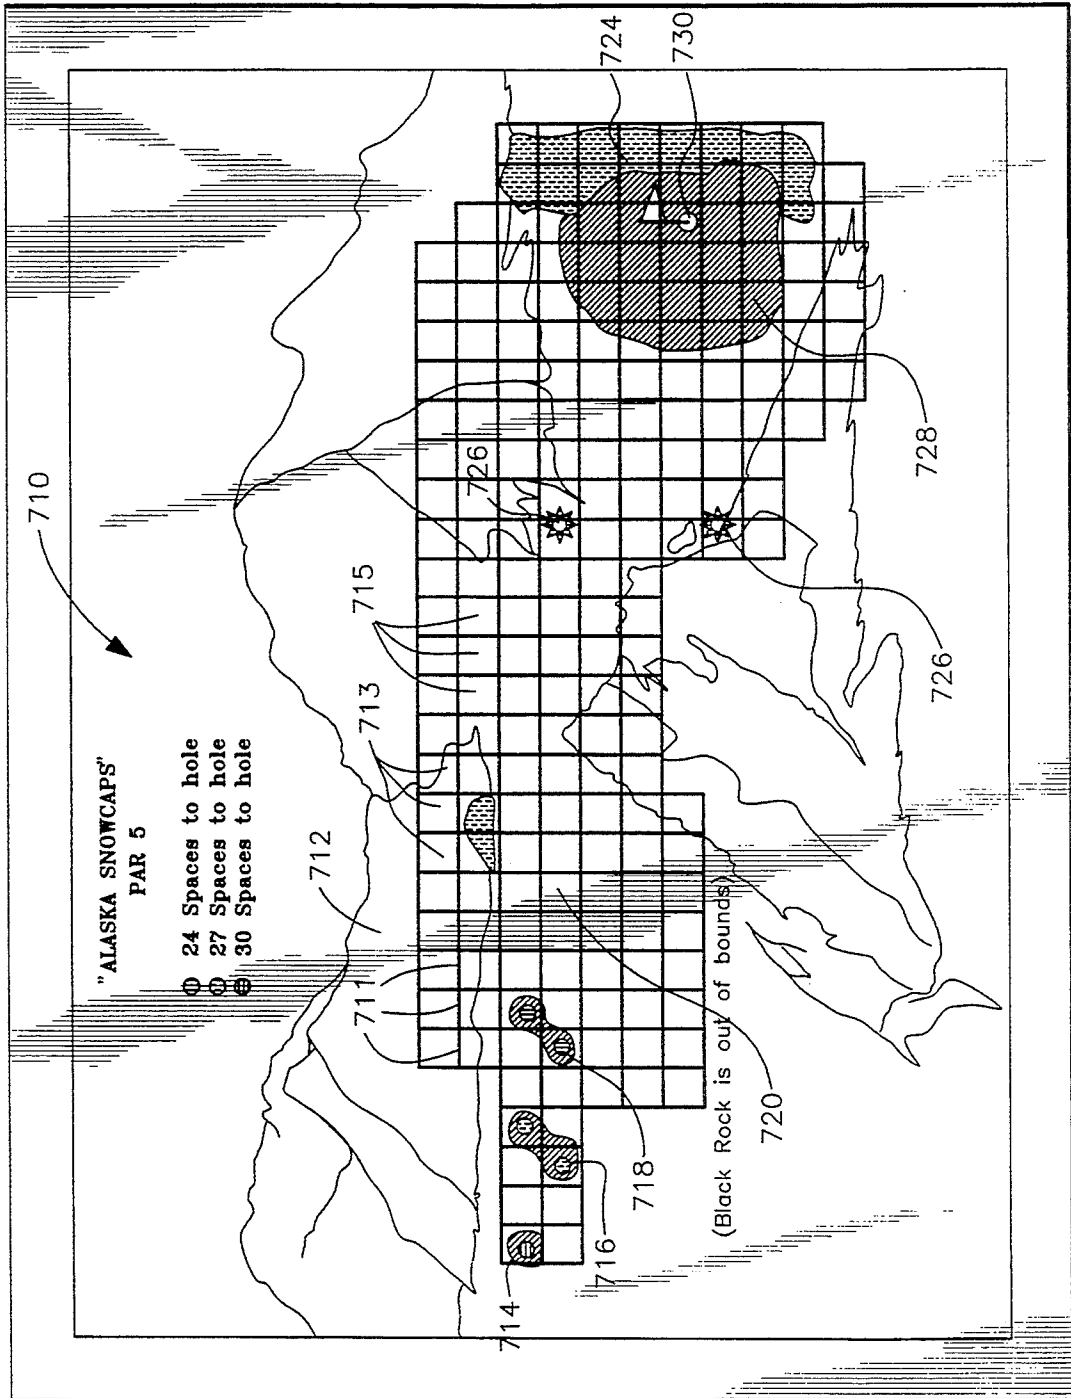 710
"ALASKA SNOWCAPS"
PAR 5
24 Spaces to hole
27 Spaces to hole
30 Spaces to hole
712
711
713
715
726
724
730
714
716
718
720
726
728
(Black Rock is out of bounds)